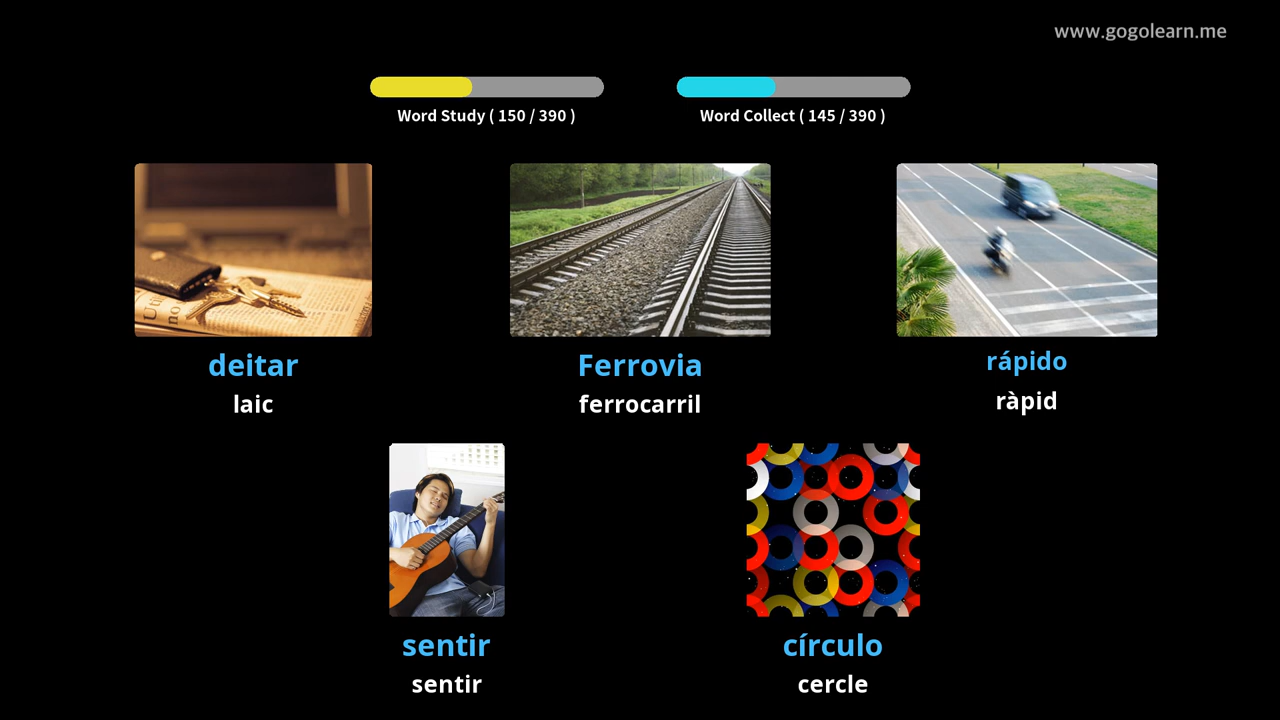 www.gogolearn.me
Word Study ( 150 / 390 )
Word Collect ( 145 / 390 )
deitar
laic
Ferrovia
ferrocarril
rápido
ràpid
sentir
sentir
círculo
cercle